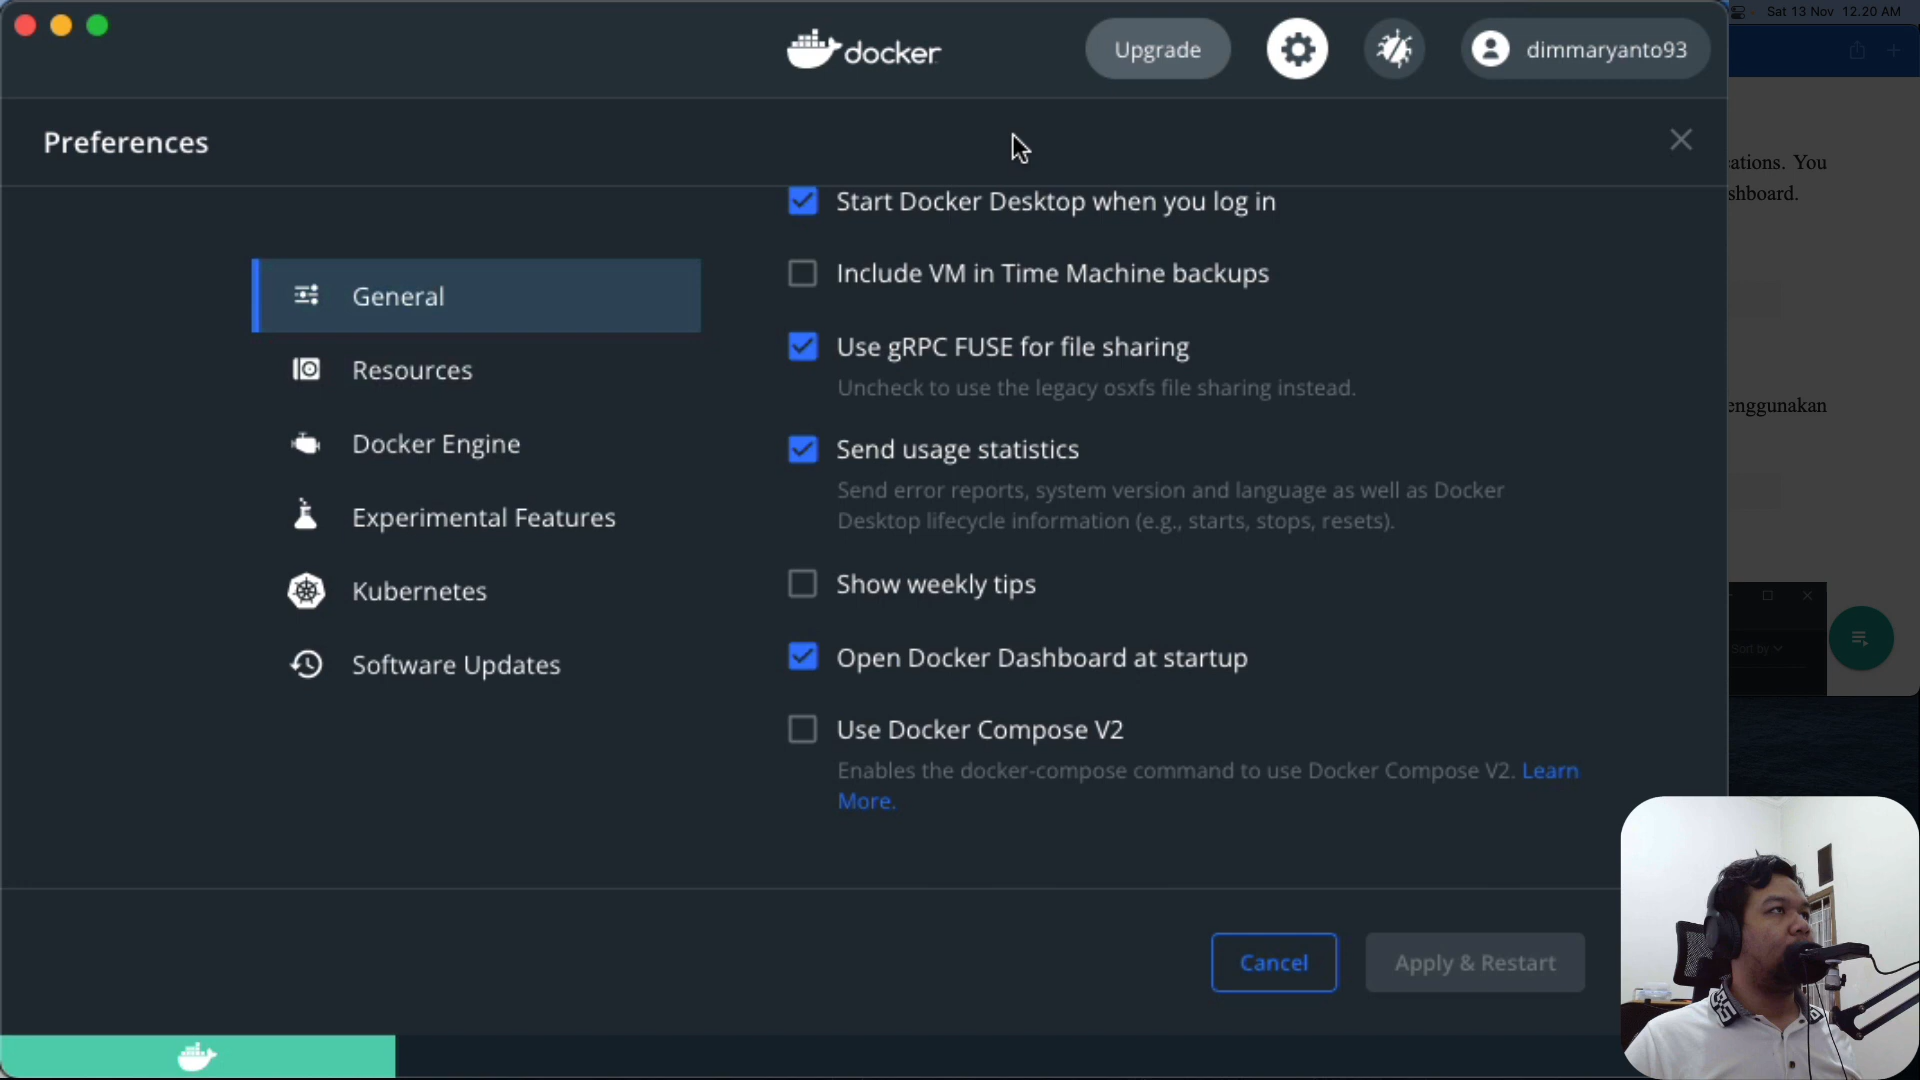 Sat 13 Nov 12.20 AM
docker
Upgrade
dimmaryanto93
Preferences
ations. You
shboard.
Start Docker Desktop when you log in
Include VM in Time Machine backups
General
Use gRPC FUSE for file sharing
Uncheck to use the legacy osxfs file sharing instead.
Resources
enggunakan
Docker Engine
Send usage statistics
Send error reports, system version and language as well as Docker
Desktop lifecycle information (e.g., starts, stops, resets).
Experimental Features
Kubernetes
Show weekly tips
Software Updates
Open Docker Dashboard at startup
Sort by
Use Docker Compose V2
Enables the docker-compose command to use Docker Compose V2. Learn
More.
Cancel
Apply & Restart